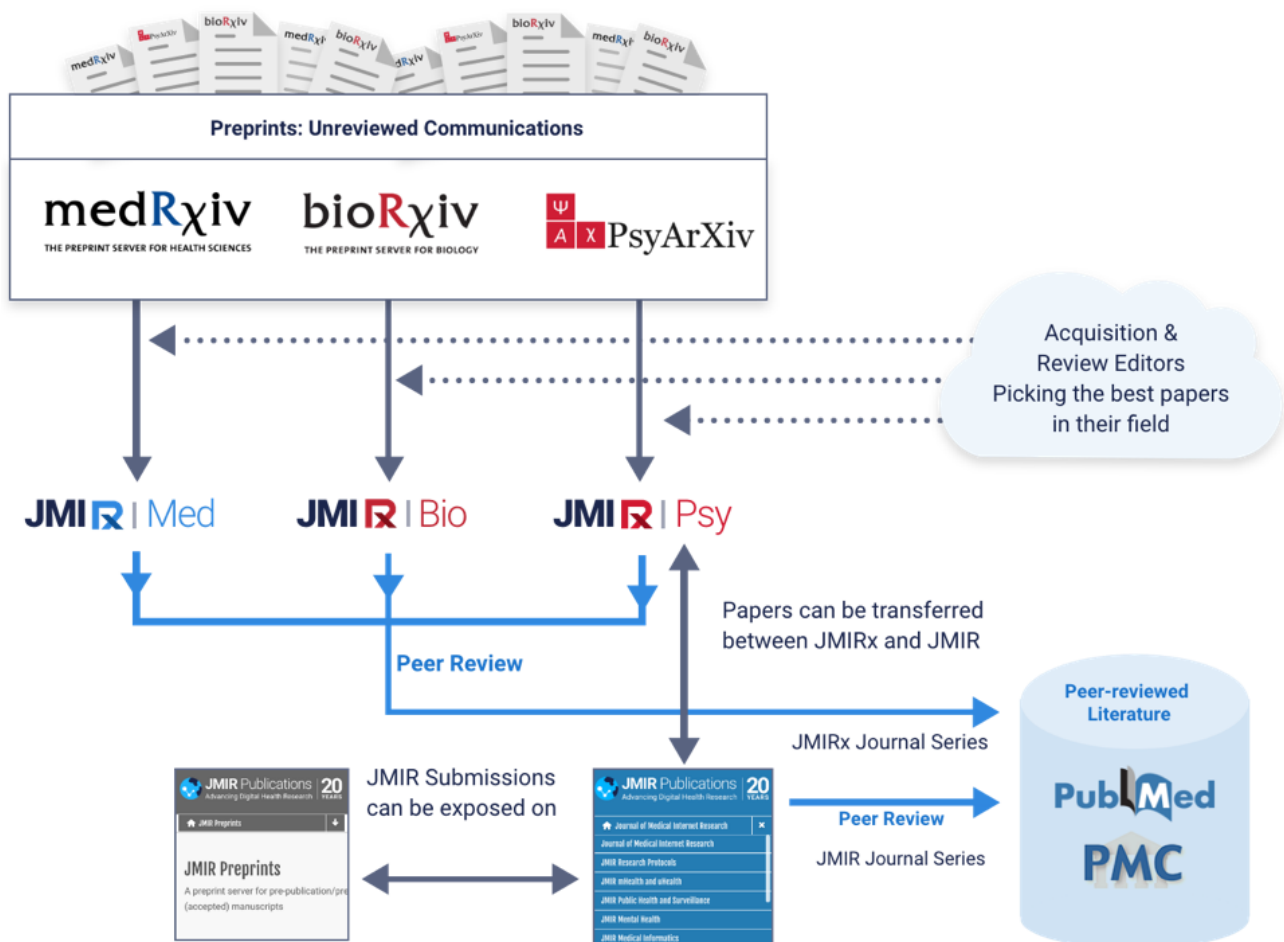 medRxiv
PsyArXiv
bioRxiv
medRxiv
bioRxiv
PsyArXiv
bioRxiv
medRxiv
bioRxiv
Preprints: Unreviewed Communications
medRχiv
THE PREPRINT SERVER FOR HEALTH SCIENCES
bioRχiv
THE PREPRINT SERVER FOR BIOLOGY
Ψ
A χ PsyArXiv
Acquisition &
Review Editors
Picking the best papers
in their field
JMIRx | Med
JMIRx | Bio
JMIRx | Psy
Papers can be transferred
between JMIRx and JMIR
Peer Review
JMIRx Journal Series
Peer-reviewed
Literature
PubMed
PMC
JMIR Publications | 20
Advancing Digital Health Research | YEARS
JMIR Preprints
JMIR Preprints
A preprint server for pre-publication/pre
(accepted) manuscripts
JMIR Submissions
can be exposed on
JMIR Publications | 20
Advancing Digital Health Research | YEARS
Journal of Medical Internet Research ×
Journal of Medical Internet Research
JMIR Research Protocols
JMIR mHealth and uHealth
JMIR Public Health and Surveillance
JMIR Mental Health
JMIR Medical Informatics
Peer Review
JMIR Journal Series